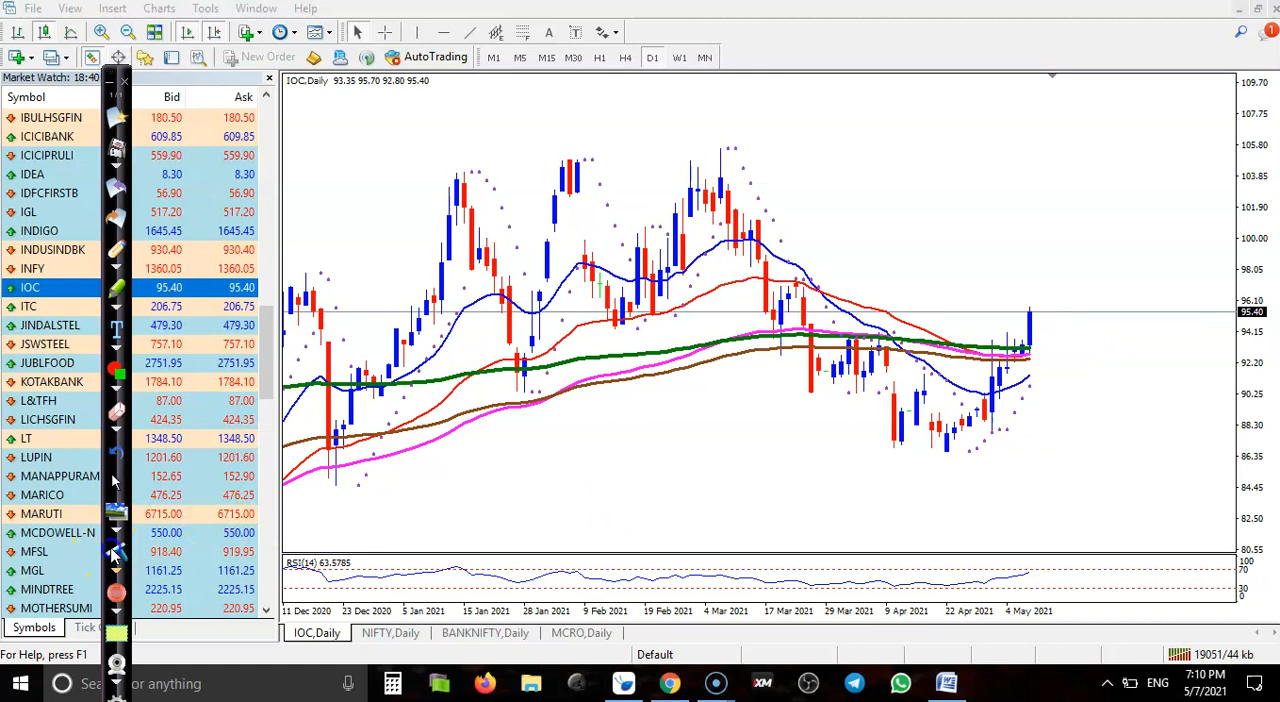 File View Insert Charts Tools Window Help
New Order AutoTrading M1 M5 M15 M30 H1 H4 D1 W1 MN
Market Watch: 18:40
Symbol Bid Ask
IBULHSGFIN 180.50 180.50
ICICIBANK 609.85 609.85
ICICIPRULI 559.90 559.90
IDEA 8.30 8.30
IDFCFIRSTB 56.90 56.90
IGL 517.20 517.20
INDIGO 1645.45 1645.45
INDUSINDBK 930.40 930.40
INFY 1360.05 1360.05
IOC 95.40 95.40
ITC 206.75 206.75
JINDALSTEL 479.30 479.30
JSWSTEEL 757.10 757.10
JUBLFOOD 2751.95 2751.95
KOTAKBANK 1784.10 1784.10
L&TFH 87.00 87.00
LICHSGFIN 424.35 424.35
LT 1348.50 1348.50
LUPIN 1201.60 1201.60
MANAPPURAM 152.65 152.90
MARICO 476.25 476.25
MARUTI 6715.00 6715.00
MCDOWELL-N 550.00 550.00
MFSL 918.40 919.95
MGL 1161.25 1161.25
MINDTREE 2225.15 2225.15
MOTHERSUMI 220.95 220.95
Symbols Tick
IOC,Daily 93.35 95.70 92.80 95.40
109.70
107.75
105.80
103.85
101.90
100.00
98.05
96.10
95.40
94.15
92.20
90.25
88.30
86.35
84.45
82.50
80.55
RSI(14) 63.5785
100
70
30
0
11 Dec 2020 23 Dec 2020 5 Jan 2021 15 Jan 2021 28 Jan 2021 9 Feb 2021 19 Feb 2021 4 Mar 2021 17 Mar 2021 29 Mar 2021 9 Apr 2021 22 Apr 2021 4 May 2021
IOC,Daily NIFTY,Daily BANKNIFTY,Daily MCRO,Daily
For Help, press F1 Default 19051/44 kb
or anything XM ENG 7:10 PM
5/7/2021